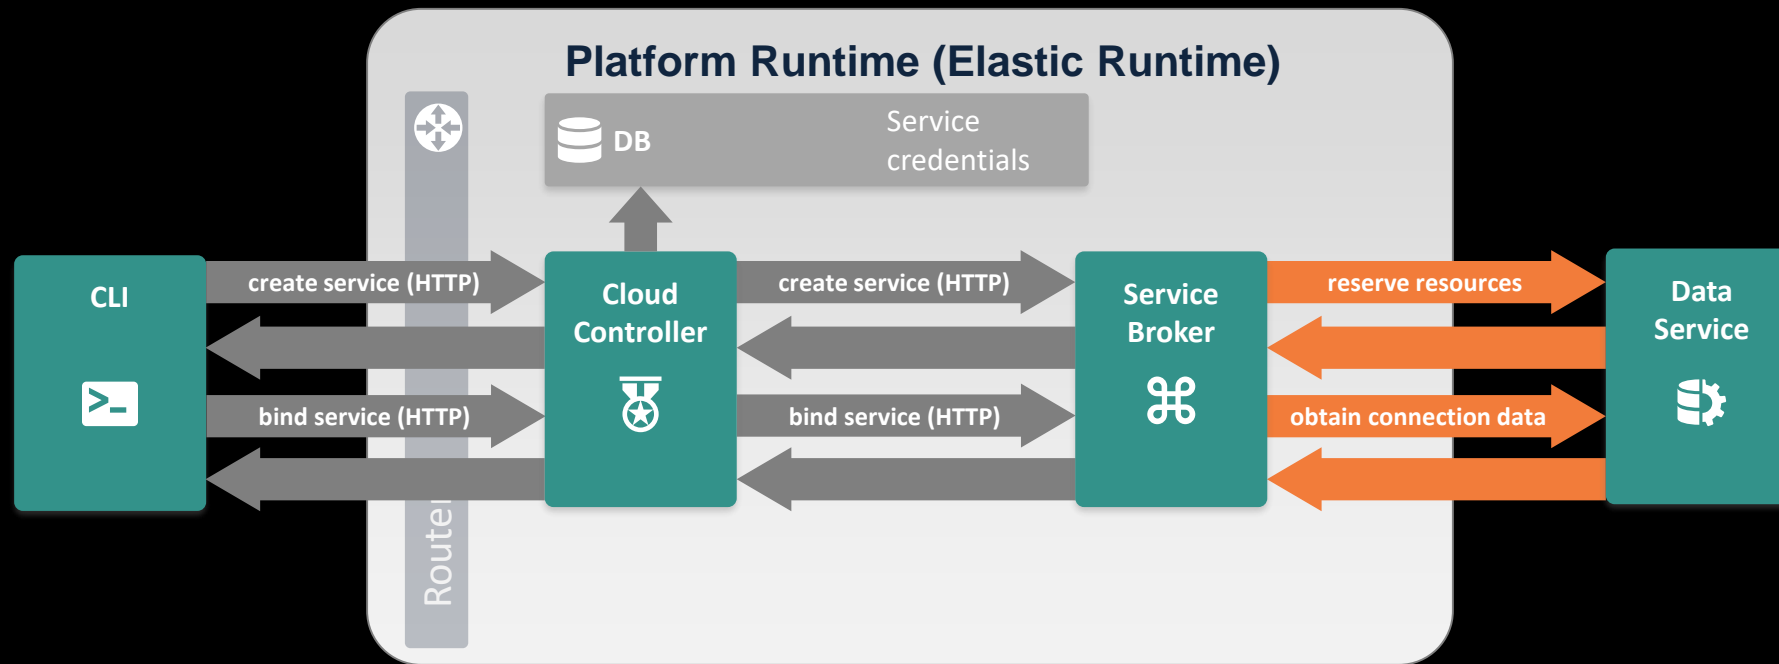 Platform Runtime (Elastic Runtime)
DB
Service
credentials
CLI
create service (HTTP)
Cloud
Controller
create service (HTTP)
Service
Broker
reserve resources
Data
Service
>_
bind service (HTTP)
bind service (HTTP)
obtain connection data
Router